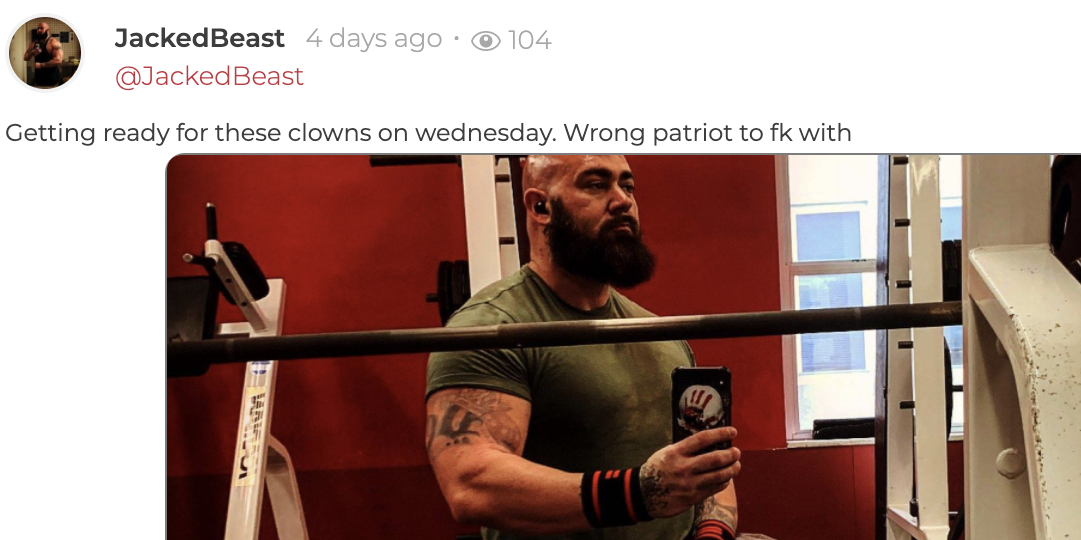 JackedBeast 4 days ago · 104
@JackedBeast
Getting ready for these clowns on wednesday. Wrong patriot to fk with